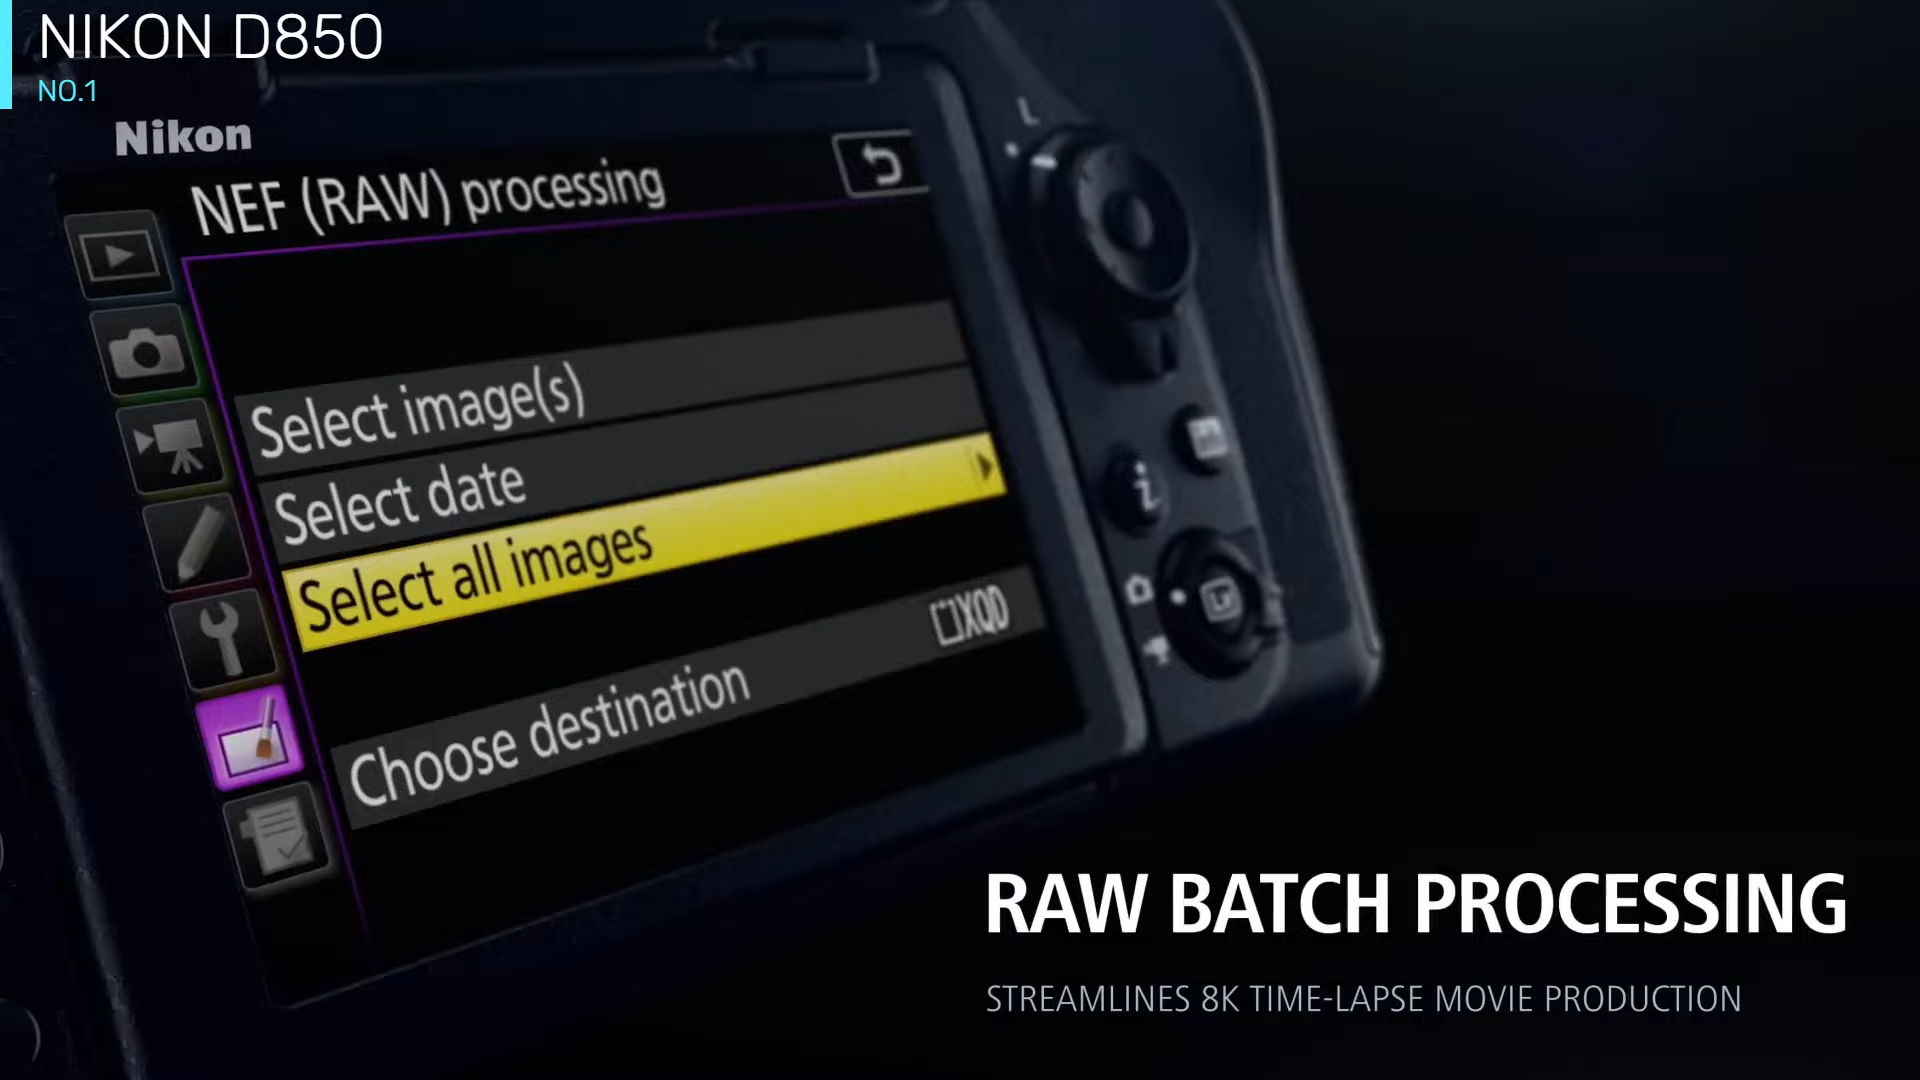 NIKON D850
NO.1
Nikon
NEF (RAW) processing
Select image(s)
Select date
Select all images
XQD
Choose destination
L
i
Lv
RAW BATCH PROCESSING
STREAMLINES 8K TIME-LAPSE MOVIE PRODUCTION